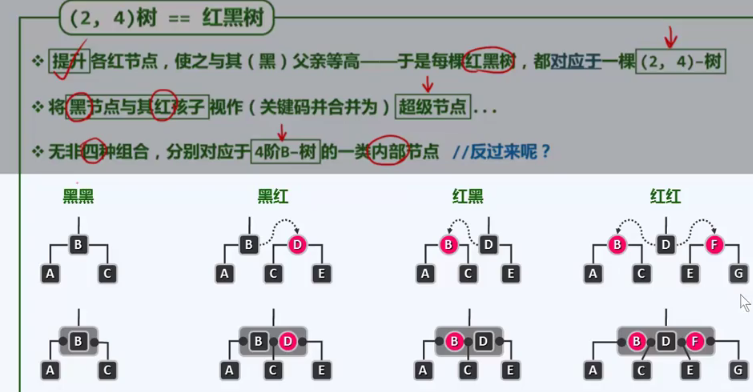 (2, 4)树 == 红黑树
❖ 提升各红节点，使之与其（黑）父亲等高——于是每棵红黑树，都对应于一棵(2, 4)-树
❖ 将黑节点与其红孩子视作（关键码并合并为）超级节点...
❖ 无非四种组合，分别对应于4阶B-树的一类内部节点 //反过来呢？
黑黑 黑红 红黑 红红
B B D B D B D F
A C A C E A C E A C E G
B B D B D B D F
A C A C E A C E A C E G